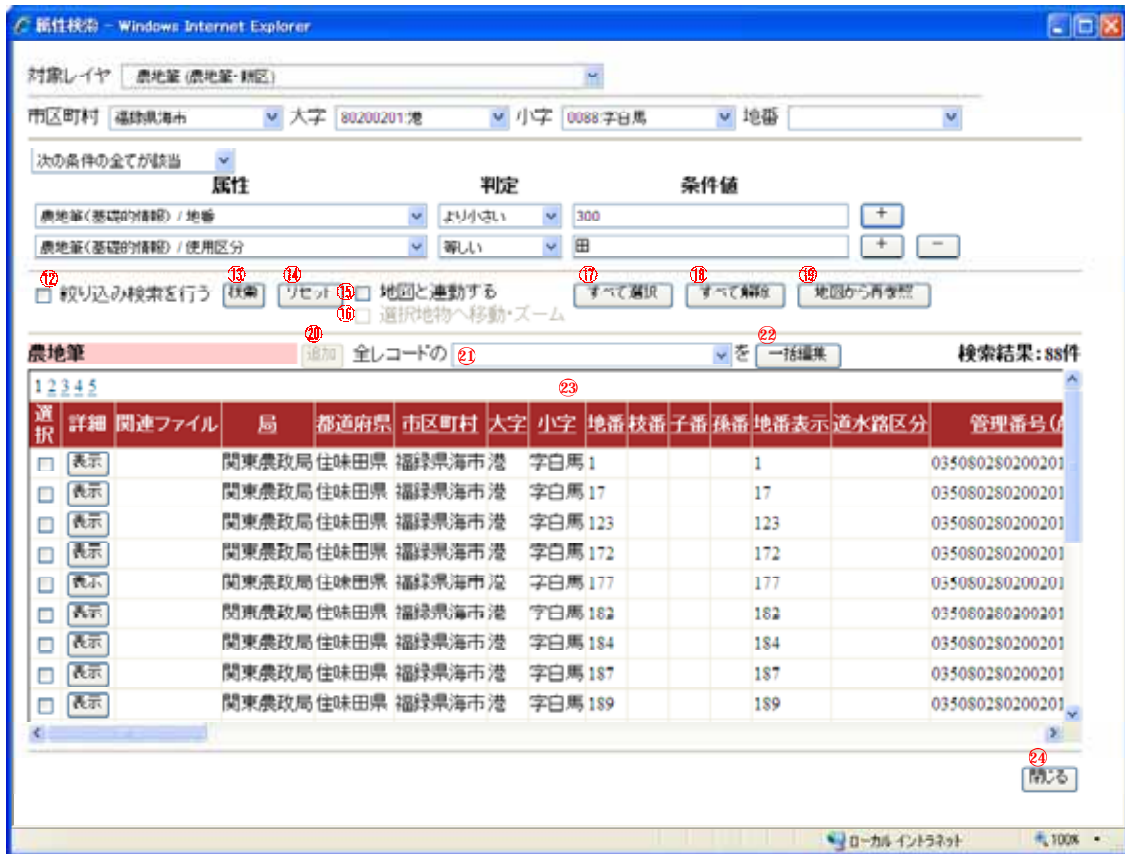 属性検索 - Windows Internet Explorer
対象レイヤ 農地筆 (農地筆・耕区)
市区町村 福緑県海市 大字 80200201:港 小字 0088:字白馬 地番
次の条件の全てが該当
属性 判定 条件値
農地筆(基礎的情報) / 地番 より小さい 300 +
農地筆(基礎的情報) / 使用区分 等しい 田 + -
⑫ ⑬ ⑭ ⑰ ⑱ ⑲
絞り込み検索を行う 検索 リセット ⑮ 地図と連動する すべて選択 すべて解除 地図から再参照
⑯ 選択地物へ移動・ズーム
⑳ ㉒
農地筆 追加 全レコードの ㉑ を 一括編集 検索結果:88件
1 2 3 4 5 ㉓
選択 詳細 関連ファイル 局 都道府県 市区町村 大字 小字 地番 枝番 子番 孫番 地番表示 道水路区分 管理番号(
表示 関東農政局 住味田県 福緑県海市 港 字白馬 1 1 035080280200201
表示 関東農政局 住味田県 福緑県海市 港 字白馬 17 17 035080280200201
表示 関東農政局 住味田県 福緑県海市 港 字白馬 123 123 035080280200201
表示 関東農政局 住味田県 福緑県海市 港 字白馬 172 172 035080280200201
表示 関東農政局 住味田県 福緑県海市 港 字白馬 177 177 035080280200201
表示 関東農政局 住味田県 福緑県海市 港 字白馬 182 182 035080280200201
表示 関東農政局 住味田県 福緑県海市 港 字白馬 184 184 035080280200201
表示 関東農政局 住味田県 福緑県海市 港 字白馬 187 187 035080280200201
表示 関東農政局 住味田県 福緑県海市 港 字白馬 189 189 035080280200201
㉔
閉じる
ローカル イントラネット 100%